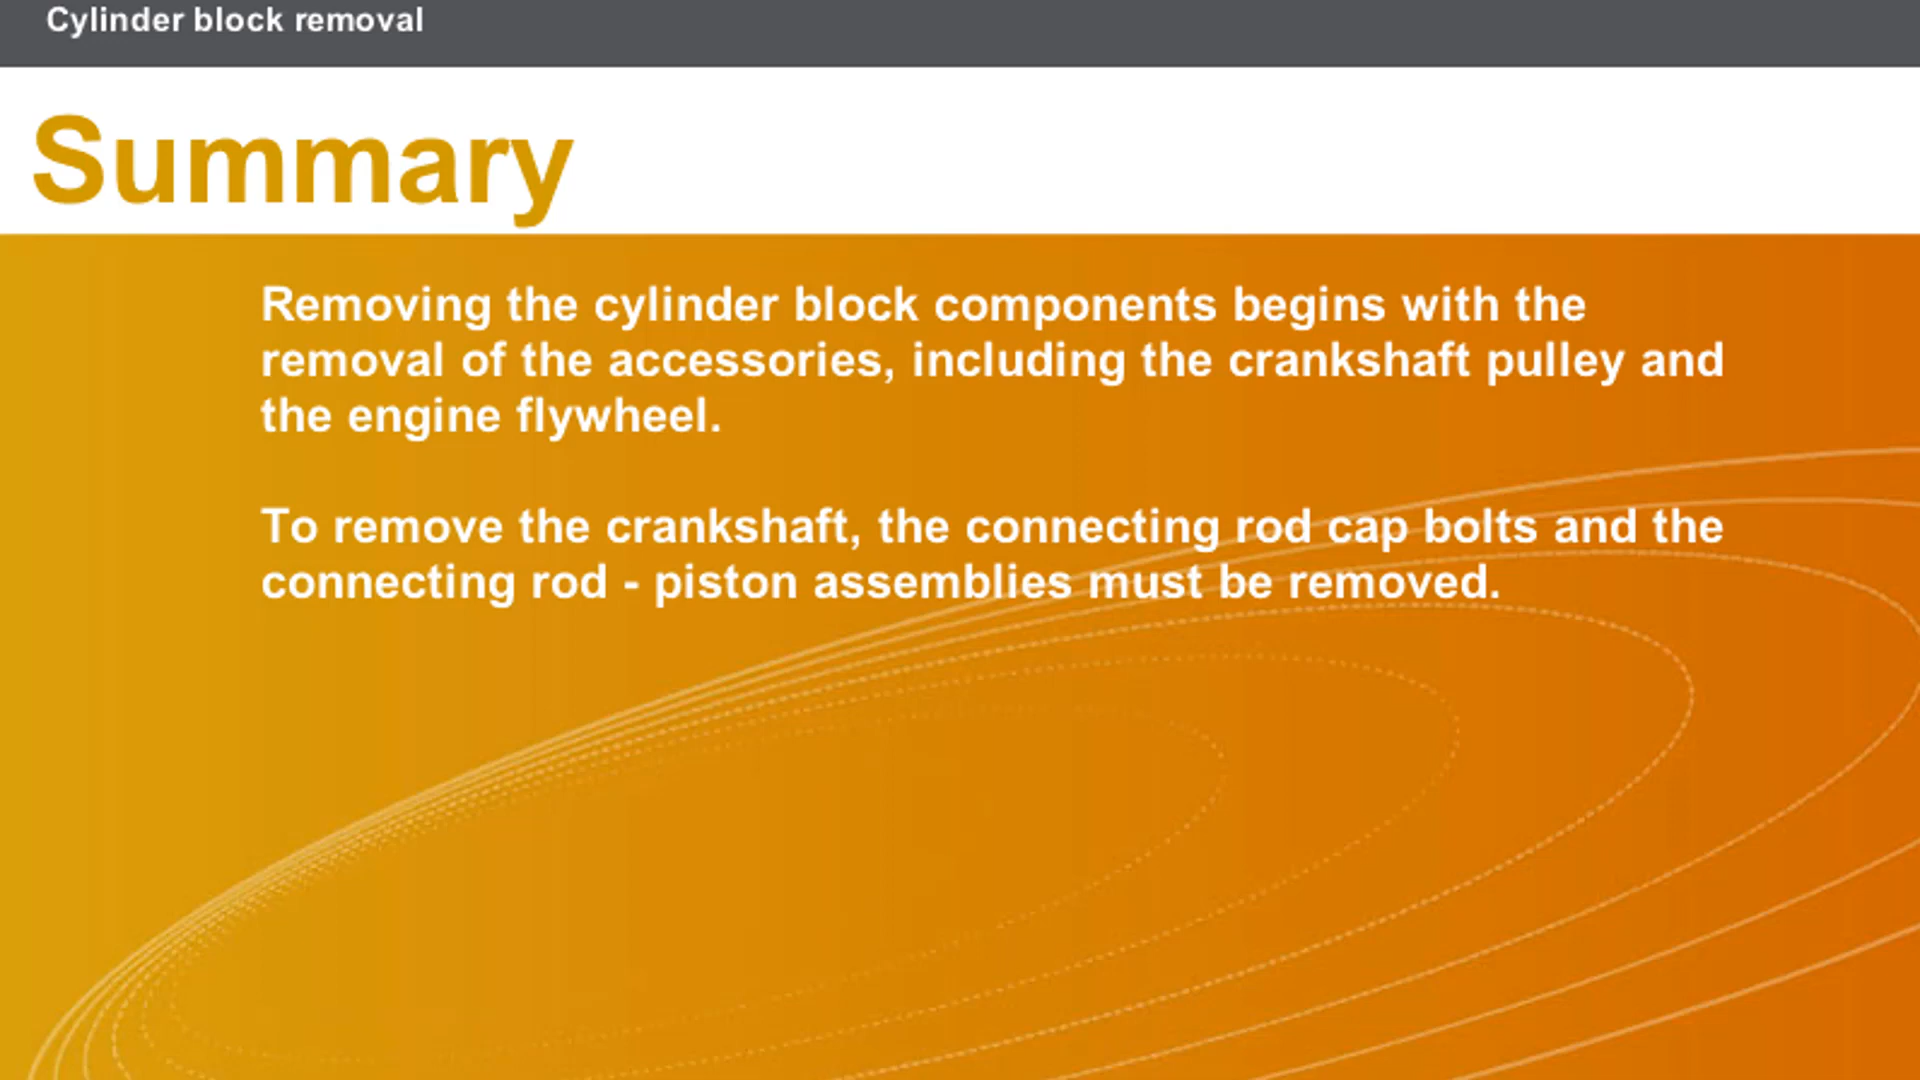 Cylinder block removal
Summary
Removing the cylinder block components begins with the
removal of the accessories, including the crankshaft pulley and
the engine flywheel.
To remove the crankshaft, the connecting rod cap bolts and the
connecting rod - piston assemblies must be removed.